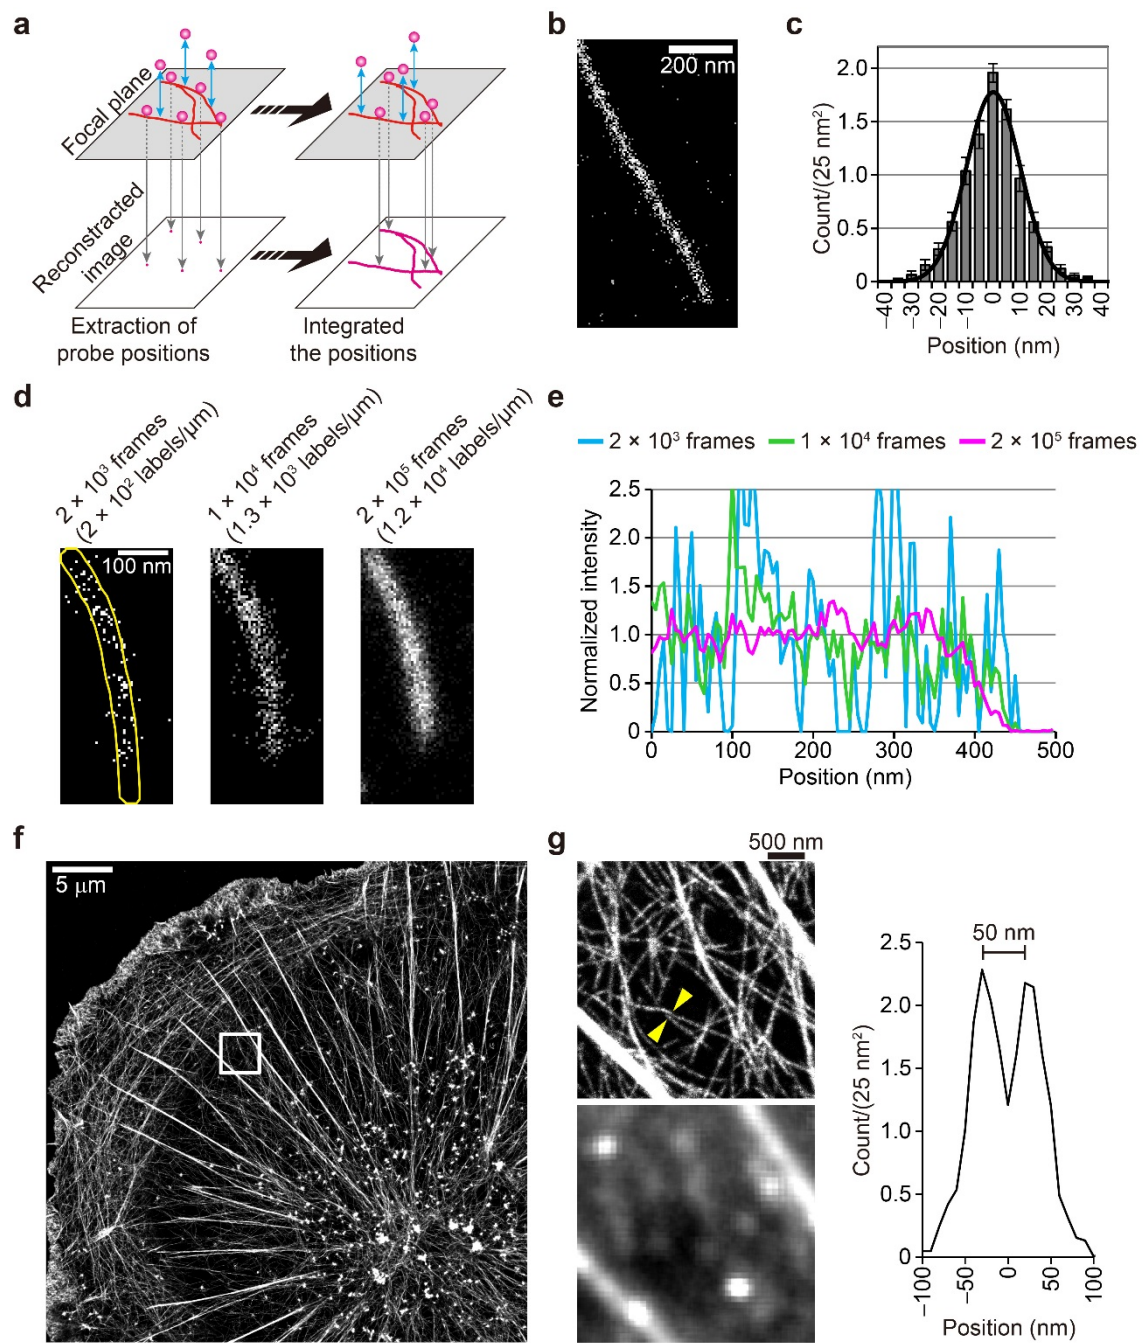 a
Focal plane
Reconstracted
image
Extraction of
probe positions
Integrated
the positions
b
200 nm
c
Count/(25 nm²)
2.0
1.5
1.0
0.5
0
−40
−30
−20
−10
0
10
20
30
40
Position (nm)
d
2 × 10³ frames
(2 × 10² labels/μm)
1 × 10⁴ frames
(1.3 × 10³ labels/μm)
2 × 10⁵ frames
(1.2 × 10⁴ labels/μm)
100 nm
e
2 × 10³ frames
1 × 10⁴ frames
2 × 10⁵ frames
Normalized intensity
2.5
2.0
1.5
1.0
0.5
0
0 100 200 300 400 500
Position (nm)
f
5 μm
g
500 nm
50 nm
Count/(25 nm²)
2.5
2.0
1.5
1.0
0.5
0
−100
−50
0
50
100
Position (nm)